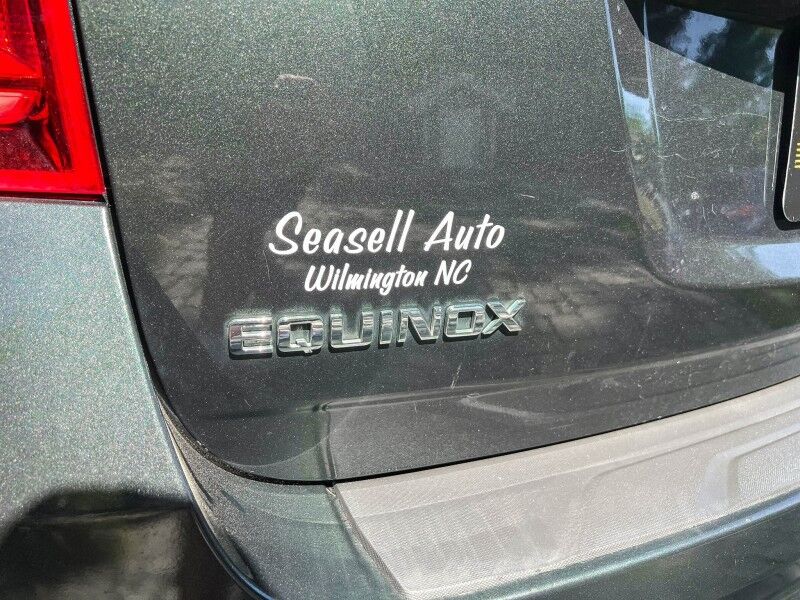 Seasell Auto
Wilmington NC
EQUINOX